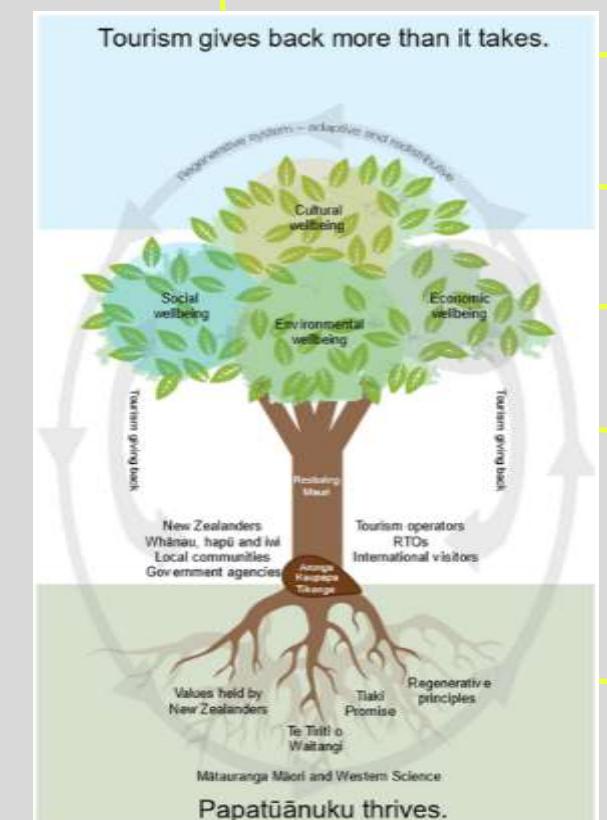 Tourism gives back more than it takes.
Regenerative system – adaptive and redistributive
Cultural
wellbeing
Social
wellbeing
Economic
wellbeing
Environmental
wellbeing
Tourism giving back
Tourism giving back
Restoring
Mauri
New Zealanders
Whānau, hapū and iwi
Local communities
Government agencies
Tourism operators
RTOs
International visitors
Aronga
Kaupapa
Tikanga
Values held by
New Zealanders
Te Tiriti o
Waitangi
Tiaki
Promise
Regenerative
principles
Mātauranga Māori and Western Science
Papatūānuku thrives.